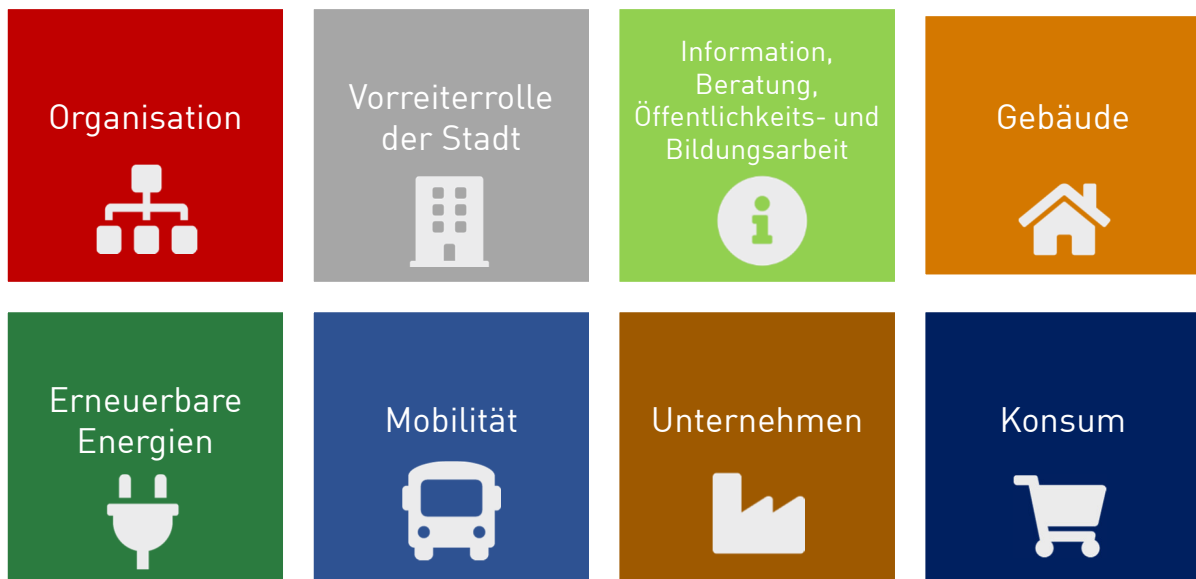 Organisation
Vorreiterrolle
der Stadt
Information,
Beratung,
Öffentlichkeits- und
Bildungsarbeit
Gebäude
Erneuerbare
Energien
Mobilität
Unternehmen
Konsum